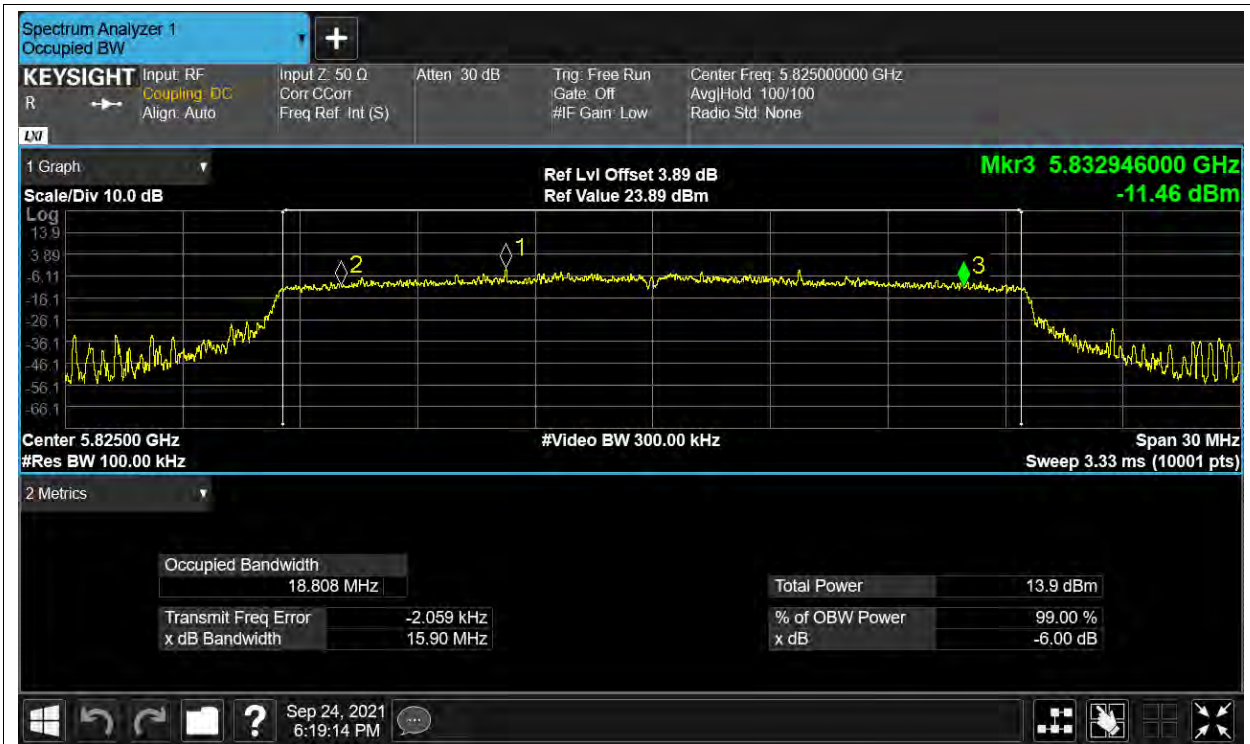 Spectrum Analyzer 1
Occupied BW
+
KEYSIGHT
R
LXI
Input: RF
Coupling: DC
Align: Auto
Input Z: 50 Ω
Corr CCorr
Freq Ref: Int (S)
Atten: 30 dB
Trig: Free Run
Gate: Off
#IF Gain: Low
Center Freq: 5.825000000 GHz
Avg|Hold: 100/100
Radio Std: None
1 Graph
Scale/Div 10.0 dB
Ref Lvl Offset 3.89 dB
Ref Value 23.89 dBm
Mkr3 5.832946000 GHz
-11.46 dBm
Log
13.9
3.89
-6.11
-16.1
-26.1
-36.1
-46.1
-56.1
-66.1
1
2
3
Center 5.82500 GHz
#Res BW 100.00 kHz
#Video BW 300.00 kHz
Span 30 MHz
Sweep 3.33 ms (10001 pts)
2 Metrics
Occupied Bandwidth
18.808 MHz
Transmit Freq Error -2.059 kHz
x dB Bandwidth 15.90 MHz
Total Power 13.9 dBm
% of OBW Power 99.00 %
x dB -6.00 dB
?
Sep 24, 2021
6:19:14 PM